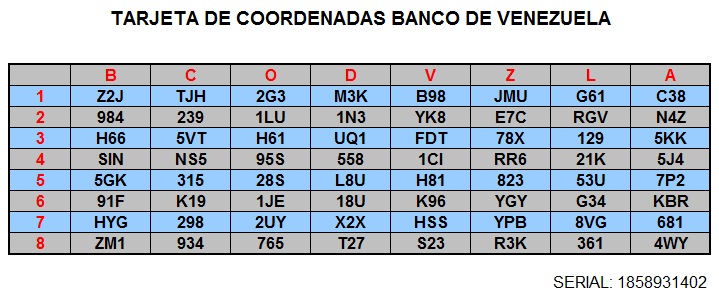 TARJETA DE COORDENADAS BANCO DE VENEZUELA
B C O D V Z L A
1 Z2J TJH 2G3 M3K B98 JMU G61 C38
2 984 239 1LU 1N3 YK8 E7C RGV N4Z
3 H66 5VT H61 UQ1 FDT 78X 129 5KK
4 SIN NS5 95S 558 1CI RR6 21K 5J4
5 5GK 315 28S L8U H81 823 53U 7P2
6 91F K19 1JE 18U K96 YGY G34 KBR
7 HYG 298 2UY X2X HSS YPB 8VG 681
8 ZM1 934 765 T27 S23 R3K 361 4WY
SERIAL: 1858931402